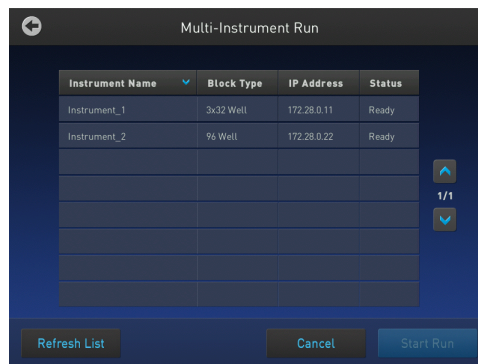 Multi-Instrument Run
Instrument Name Block Type IP Address Status
Instrument_1 3x32 Well 172.28.0.11 Ready
Instrument_2 96 Well 172.28.0.22 Ready
1/1
Refresh List Cancel Start Run